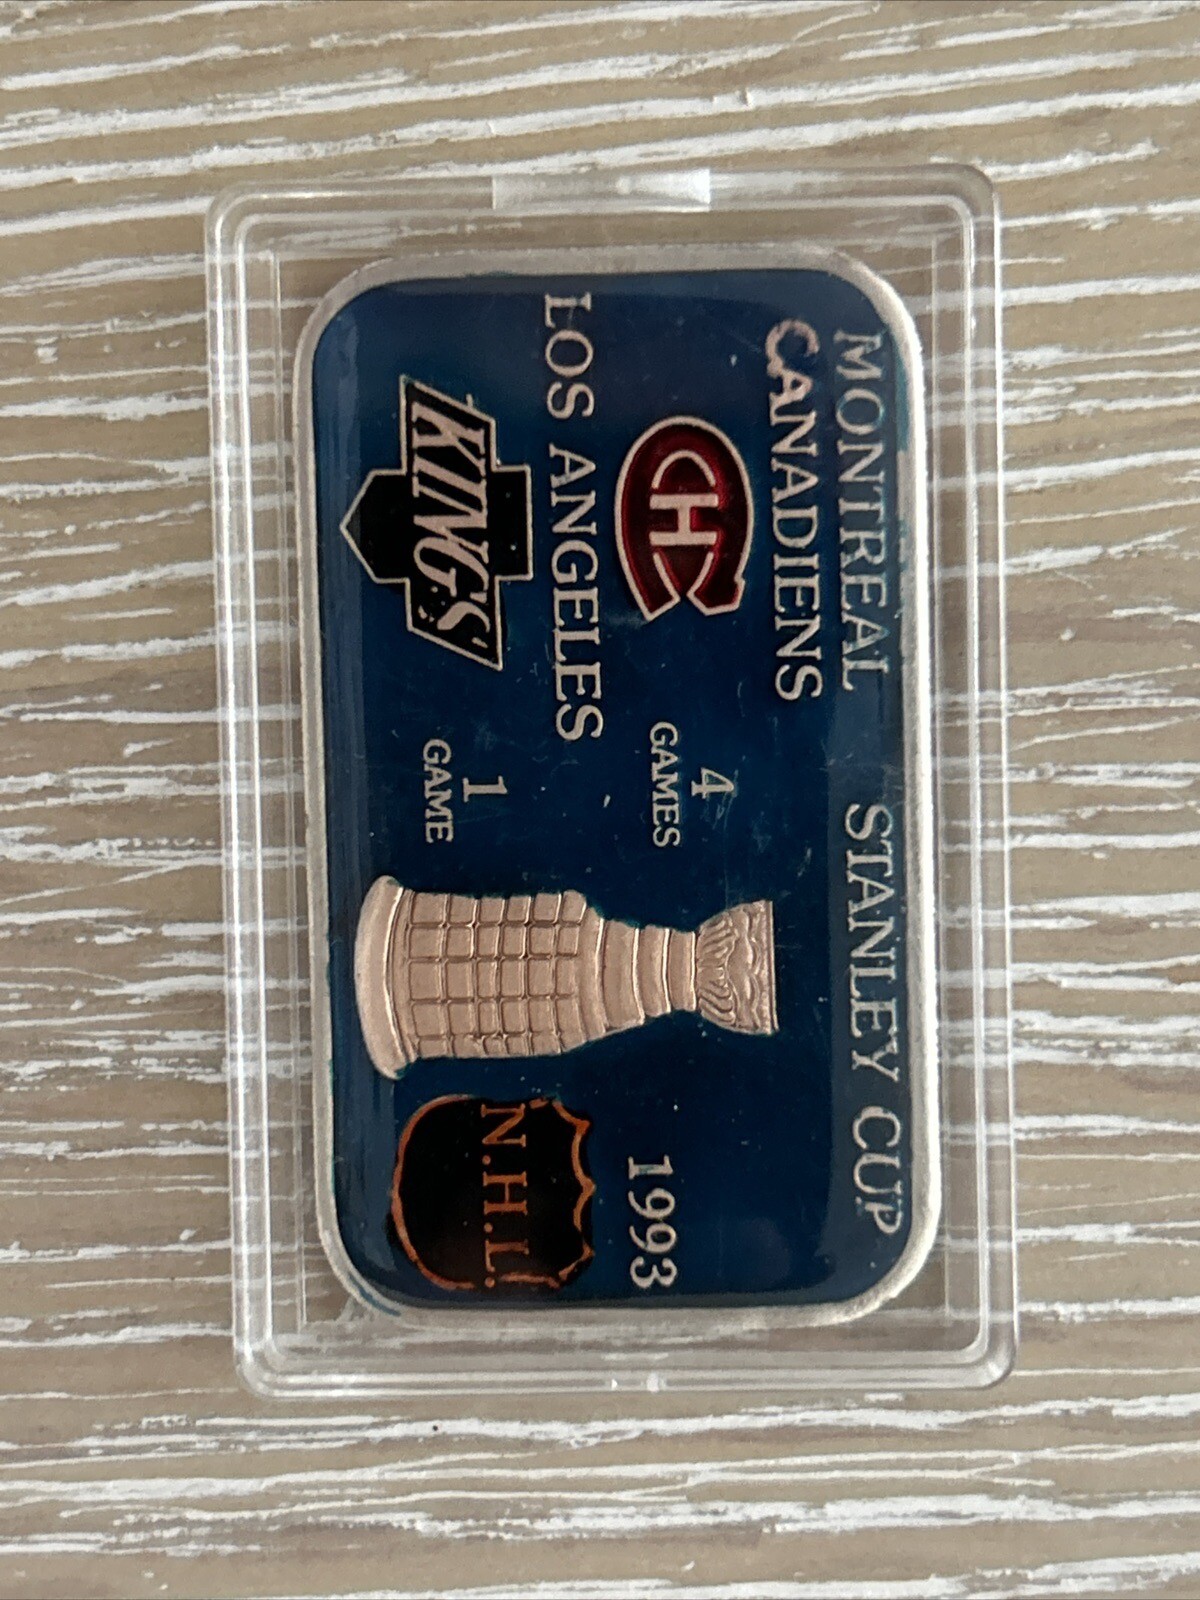 MONTREAL
CANADIENS
CH
4
GAMES
LOS ANGELES
KINGS
1
GAME
STANLEY CUP
1993
N.H.L.